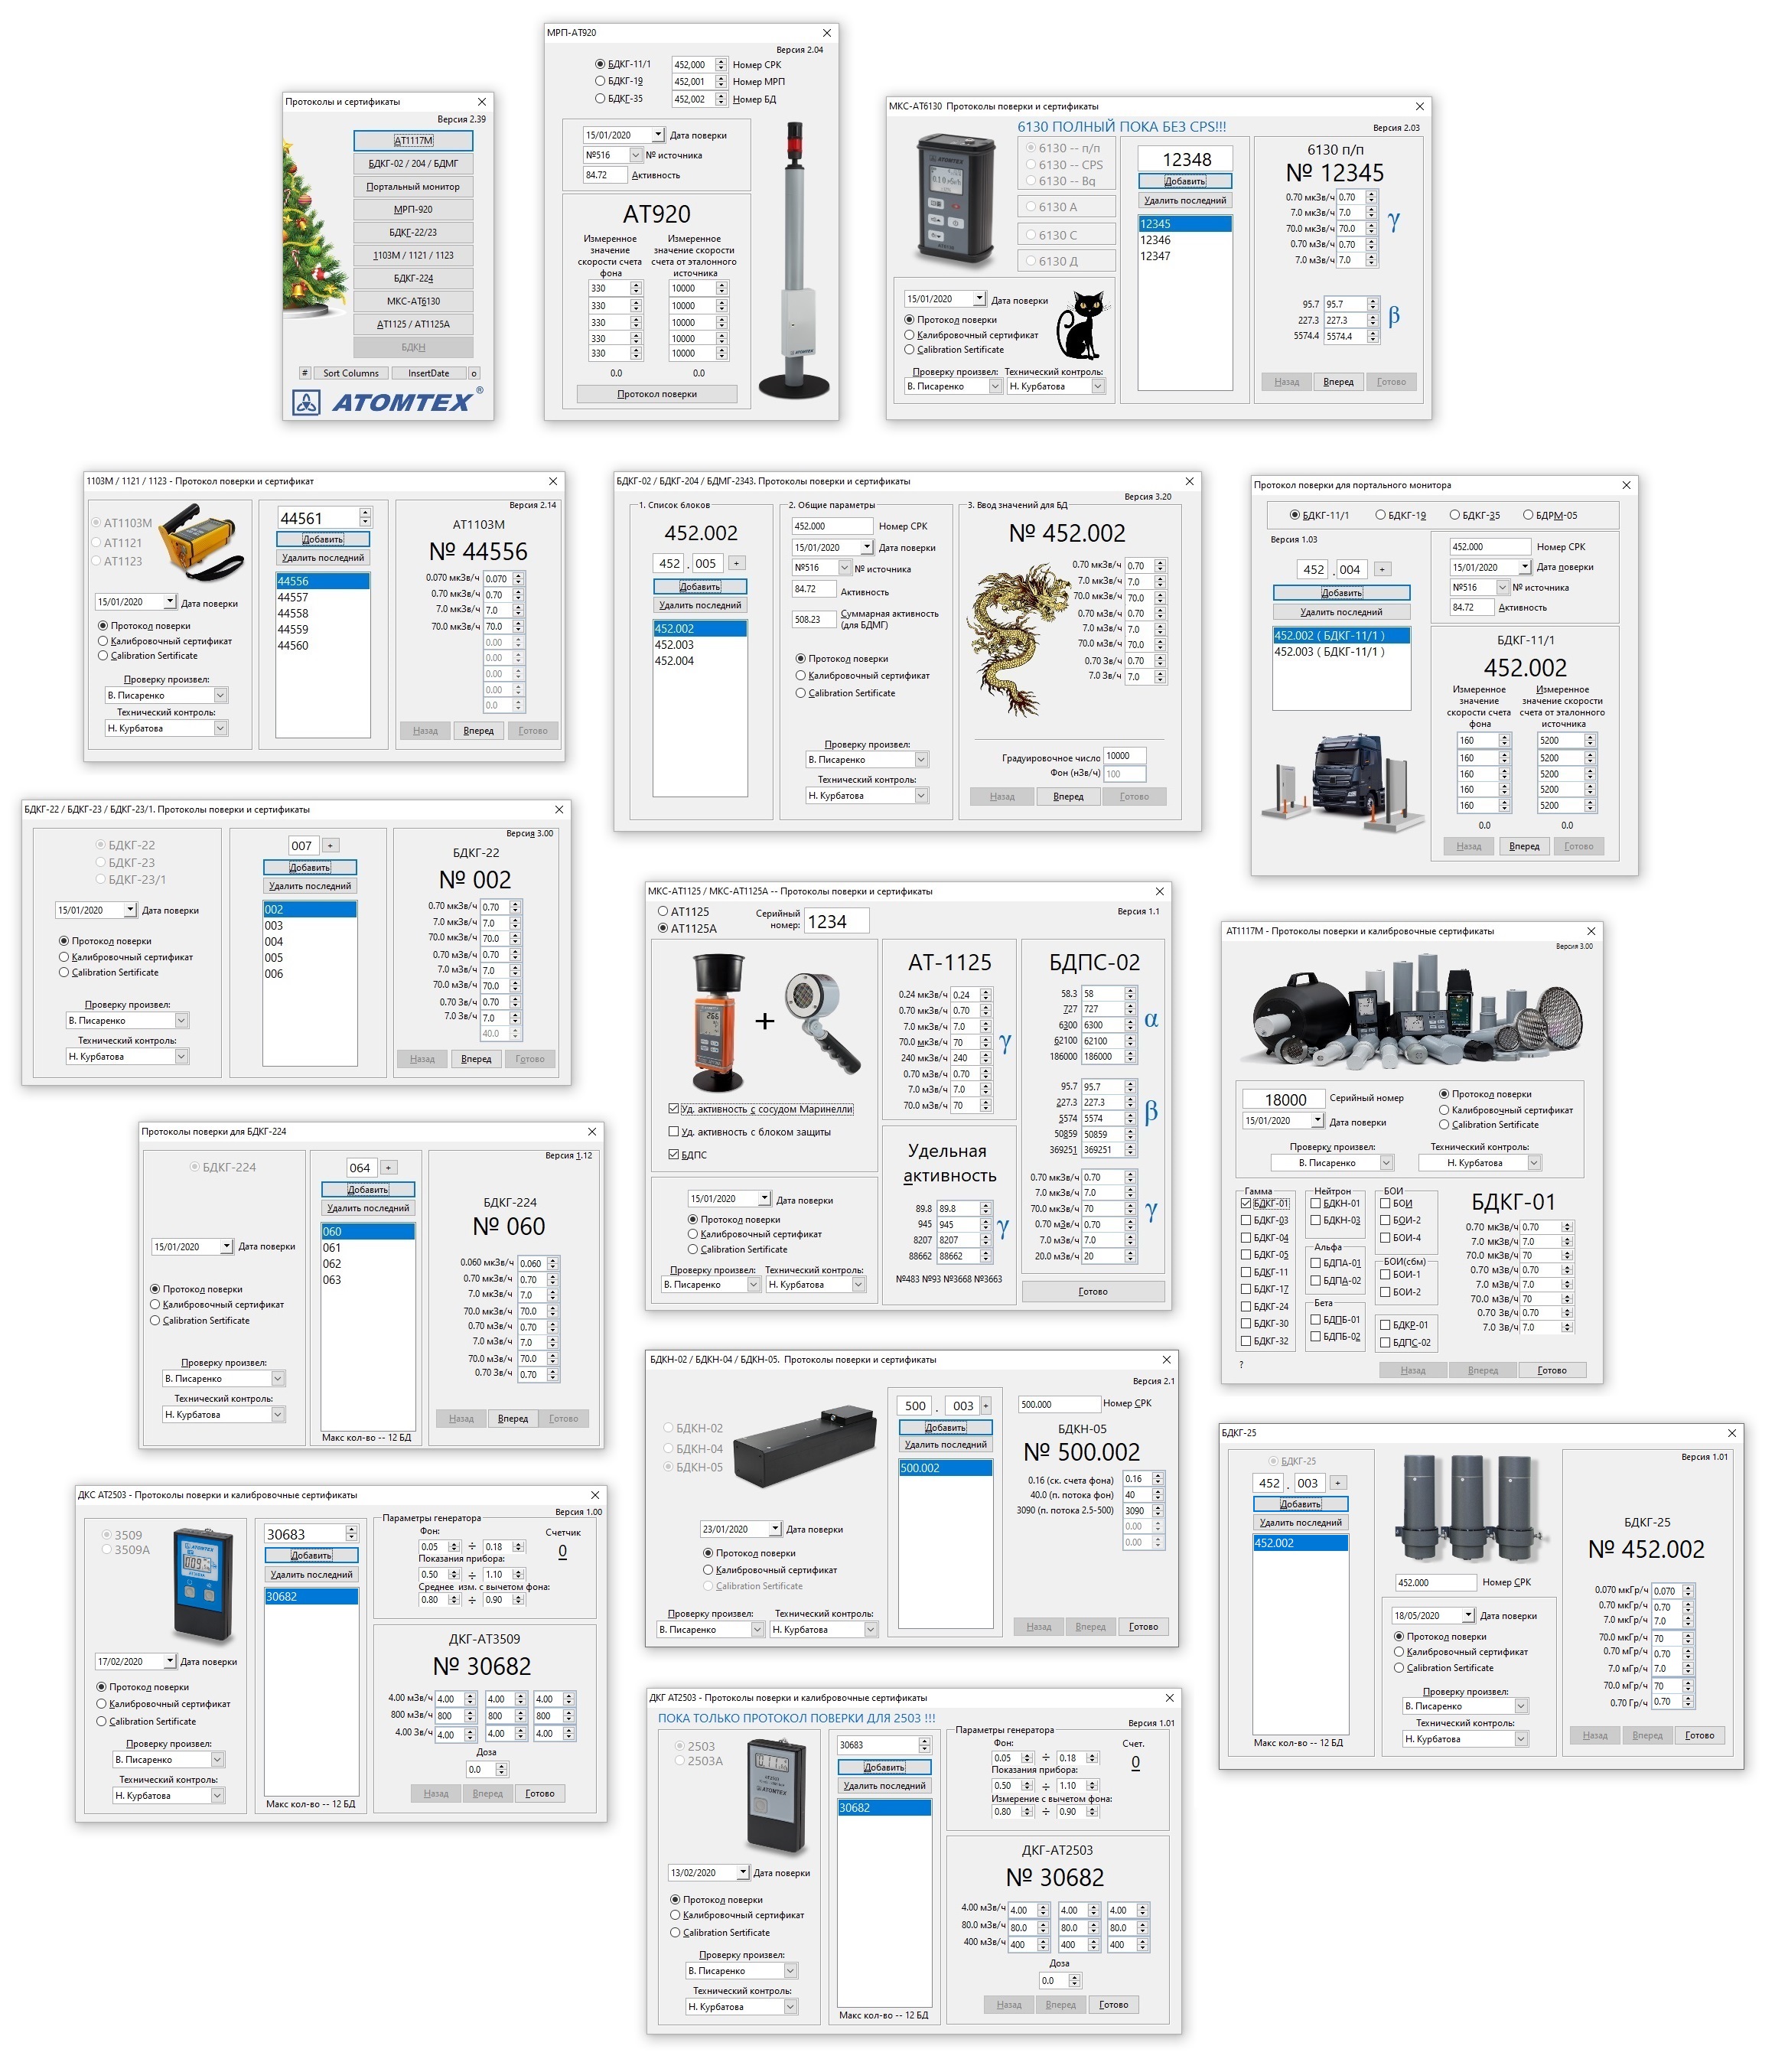 Протоколы и сертификаты
Версия 2.39
АТ1117М
БДКГ-02 / 204 / БДМГ
Портальный монитор
МРП-920
БДКГ-22/23
1103М / 1121 / 1123
БДКГ-224
МКС-АТ6130
АТ1125 / АТ1125А
БДКН
# Sort Columns InsertDate o
ATOMTEX ®
МРП-АТ920
Версия 2.04
БДКГ-11/1 452,000 Номер СРК
БДКГ-19 452,001 Номер МРП
БДКГ-35 452,002 Номер БД
15/01/2020 Дата поверки
№516 № источника
84.72 Активность
АТ920
Измеренное значение скорости счета фона
Измеренное значение скорости счета от эталонного источника
330 10000
330 10000
330 10000
330 10000
330 10000
0.0 0.0
Протокол поверки
МКС-АТ6130 Протоколы поверки и сертификаты
6130 ПОЛНЫЙ ПОКА БЕЗ CPS!!!
Версия 2.03
6130 -- п/п
6130 -- CPS
6130 -- Bq
6130 А
6130 С
6130 Д
15/01/2020 Дата поверки
Протокол поверки
Калибровочный сертификат
Calibration Sertificate
Проверку произвел: Технический контроль:
В. Писаренко Н. Курбатова
12348
Добавить
Удалить последний
12345
12346
12347
6130 п/п
№ 12345
0.70 мкЗв/ч 0.70
7.0 мкЗв/ч 7.0
70.0 мкЗв/ч 70.0
0.70 мЗв/ч 0.70
7.0 мЗв/ч 7.0
γ
95.7 95.7
227.3 227.3
5574.4 5574.4
β
Назад Вперед Готово
1103М / 1121 / 1123 - Протокол поверки и сертификат
Версия 2.14
АТ1103М
АТ1121
АТ1123
15/01/2020 Дата поверки
Протокол поверки
Калибровочный сертификат
Calibration Sertificate
Проверку произвел:
В. Писаренко
Технический контроль:
Н. Курбатова
44561
Добавить
Удалить последний
44556
44557
44558
44559
44560
АТ1103М
№ 44556
0.070 мкЗв/ч 0.070
0.70 мкЗв/ч 0.70
7.0 мкЗв/ч 7.0
70.0 мкЗв/ч 70.0
0.00
0.00
0.00
0.00
0.0
Назад Вперед Готово
БДКГ-02 / БДКГ-204 / БДМГ-2343. Протоколы поверки и сертификаты
Версия 3.20
1. Список блоков
452.002
452 . 005 +
Добавить
Удалить последний
452.002
452.003
452.004
2. Общие параметры
452.000 Номер СРК
15/01/2020 Дата поверки
№516 № источника
84.72 Активность
508.23 Суммарная активность (для БДМГ)
Протокол поверки
Калибровочный сертификат
Calibration Sertificate
Проверку произвел:
В. Писаренко
Технический контроль:
Н. Курбатова
3. Ввод значений для БД
№ 452.002
0.70 мкЗв/ч 0.70
7.0 мкЗв/ч 7.0
70.0 мкЗв/ч 70.0
0.70 мЗв/ч 0.70
7.0 мЗв/ч 7.0
70.0 мЗв/ч 70.0
0.70 Зв/ч 0.70
7.0 Зв/ч 7.0
Градуировочное число 10000
Фон (нЗв/ч) 100
Назад Вперед Готово
Протокол поверки для портального монитора
БДКГ-11/1 БДКГ-19 БДКГ-35 БДРМ-05
Версия 1.03
452 . 004 +
Добавить
Удалить последний
452.002 ( БДКГ-11/1 )
452.003 ( БДКГ-11/1 )
452.000 Номер СРК
15/01/2020 Дата поверки
№516 № источника
84.72 Активность
БДКГ-11/1
452.002
Измеренное значение скорости счета фона
Измеренное значение скорости счета от эталонного источника
160 5200
160 5200
160 5200
160 5200
160 5200
0.0 0.0
Назад Вперед Готово
БДКГ-22 / БДКГ-23 / БДКГ-23/1. Протоколы поверки и сертификаты
Версия 3.00
БДКГ-22
БДКГ-23
БДКГ-23/1
15/01/2020 Дата поверки
Протокол поверки
Калибровочный сертификат
Calibration Sertificate
Проверку произвел:
В. Писаренко
Технический контроль:
Н. Курбатова
007 +
Добавить
Удалить последний
002
003
004
005
006
БДКГ-22
№ 002
0.70 мкЗв/ч 0.70
7.0 мкЗв/ч 7.0
70.0 мкЗв/ч 70.0
0.70 мЗв/ч 0.70
7.0 мЗв/ч 7.0
70.0 мЗв/ч 70.0
0.70 Зв/ч 0.70
7.0 Зв/ч 7.0
40.0
Назад Вперед Готово
МКС-АТ1125 / МКС-АТ1125А -- Протоколы поверки и сертификаты
Версия 1.1
АТ1125
АТ1125А
Серийный номер: 1234
Уд. активность с сосудом Маринелли
Уд. активность с блоком защиты
БДПС
15/01/2020 Дата поверки
Протокол поверки
Калибровочный сертификат
Calibration Sertificate
Проверку произвел: Технический контроль:
В. Писаренко Н. Курбатова
АТ-1125
0.24 мкЗв/ч 0.24
0.70 мкЗв/ч 0.70
7.0 мкЗв/ч 7.0
70.0 мкЗв/ч 70
240 мкЗв/ч 240
0.70 мЗв/ч 0.70
7.0 мЗв/ч 7.0
70.0 мЗв/ч 70
γ
Удельная активность
89.8 89.8
945 945
8207 8207
88662 88662
γ
№483 №93 №3668 №3663
БДПС-02
58.3 58
727 727
6300 6300
62100 62100
186000 186000
α
95.7 95.7
227.3 227.3
5574 5574
50859 50859
369251 369251
β
0.70 мкЗв/ч 0.70
7.0 мкЗв/ч 7.0
70.0 мкЗв/ч 70
0.70 мЗв/ч 0.70
7.0 мЗв/ч 7.0
20.0 мЗв/ч 20
γ
Готово
АТ1117М - Протоколы поверки и калибровочные сертификаты
Версия 3.00
18000 Серийный номер
15/01/2020 Дата поверки
Протокол поверки
Калибровочный сертификат
Calibration Sertificate
Проверку произвел: Технический контроль:
В. Писаренко Н. Курбатова
Гамма
БДКГ-01
БДКГ-03
БДКГ-04
БДКГ-05
БДКГ-11
БДКГ-17
БДКГ-24
БДКГ-30
БДКГ-32
?
Нейтрон
БДКН-01
БДКН-03
Альфа
БДПА-01
БДПА-02
Бета
БДПБ-01
БДПБ-02
БОИ
БОИ
БОИ-2
БОИ-4
БОИ(сбм)
БОИ-1
БОИ-2
БДКР-01
БДПС-02
БДКГ-01
0.70 мкЗв/ч 0.70
7.0 мкЗв/ч 7.0
70.0 мкЗв/ч 70
0.70 мЗв/ч 0.70
7.0 мЗв/ч 7.0
70.0 мЗв/ч 70
0.70 Зв/ч 0.70
7.0 Зв/ч 7.0
Назад Вперед Готово
Протоколы поверки для БДКГ-224
Версия 1.12
БДКГ-224
15/01/2020 Дата поверки
Протокол поверки
Калибровочный сертификат
Calibration Sertificate
Проверку произвел:
В. Писаренко
Технический контроль:
Н. Курбатова
064 +
Добавить
Удалить последний
060
061
062
063
Макс кол-во -- 12 БД
БДКГ-224
№ 060
0.060 мкЗв/ч 0.060
0.70 мкЗв/ч 0.70
7.0 мкЗв/ч 7.0
70.0 мкЗв/ч 70.0
0.70 мЗв/ч 0.70
7.0 мЗв/ч 7.0
70.0 мЗв/ч 70.0
0.70 Зв/ч 0.70
Назад Вперед Готово
БДКН-02 / БДКН-04 / БДКН-05. Протоколы поверки и сертификаты
Версия 2.1
БДКН-02
БДКН-04
БДКН-05
23/01/2020 Дата поверки
Протокол поверки
Калибровочный сертификат
Calibration Sertificate
Проверку произвел: Технический контроль:
В. Писаренко Н. Курбатова
500 . 003 +
Добавить
Удалить последний
500.002
500.000 Номер СРК
БДКН-05
№ 500.002
0.16 (ск. счета фона) 0.16
40.0 (п. потока фон) 40
3090 (п. потока 2.5-500) 3090
0.00
0.00
Назад Вперед Готово
БДКГ-25
Версия 1.01
БДКГ-25
452 . 003 +
Добавить
Удалить последний
452.002
Макс кол-во -- 12 БД
452.000 Номер СРК
18/05/2020 Дата поверки
Протокол поверки
Калибровочный сертификат
Calibration Sertificate
Проверку произвел:
В. Писаренко
Технический контроль:
Н. Курбатова
БДКГ-25
№ 452.002
0.070 мкГр/ч 0.070
0.70 мкГр/ч 0.70
7.0 мкГр/ч 7.0
70.0 мкГр/ч 70
0.70 мГр/ч 0.70
7.0 мГр/ч 7.0
70.0 мГр/ч 70
0.70 Гр/ч 0.70
Назад Вперед Готово
ДКС АТ2503 - Протоколы поверки и калибровочные сертификаты
Версия 1.00
3509
3509А
17/02/2020 Дата поверки
Протокол поверки
Калибровочный сертификат
Calibration Sertificate
Проверку произвел:
В. Писаренко
Технический контроль:
Н. Курбатова
30683
Добавить
Удалить последний
30682
Макс кол-во -- 12 БД
Параметры генератора
Фон: Счетчик
0.05 ÷ 0.18 0
Показания прибора:
0.50 ÷ 1.10
Среднее изм. с вычетом фона:
0.80 ÷ 0.90
ДКГ-АТ3509
№ 30682
4.00 мЗв/ч 4.00 4.00 4.00
800 мЗв/ч 800 800 800
4.00 Зв/ч 4.00 4.00 4.00
Доза
0.0
Назад Вперед Готово
ДКГ АТ2503 - Протоколы поверки и калибровочные сертификаты
ПОКА ТОЛЬКО ПРОТОКОЛ ПОВЕРКИ ДЛЯ 2503 !!!
Версия 1.01
2503
2503А
13/02/2020 Дата поверки
Протокол поверки
Калибровочный сертификат
Calibration Sertificate
Проверку произвел:
В. Писаренко
Технический контроль:
Н. Курбатова
30683
Добавить
Удалить последний
30682
Макс кол-во -- 12 БД
Параметры генератора
Фон: Счет.
0.05 ÷ 0.18 0
Показания прибора:
0.50 ÷ 1.10
Измерение с вычетом фона:
0.80 ÷ 0.90
ДКГ-АТ2503
№ 30682
4.00 мЗв/ч 4.00 4.00 4.00
80.0 мЗв/ч 80.0 80.0 80.0
400 мЗв/ч 400 400 400
Доза
0.0
Назад Вперед Готово